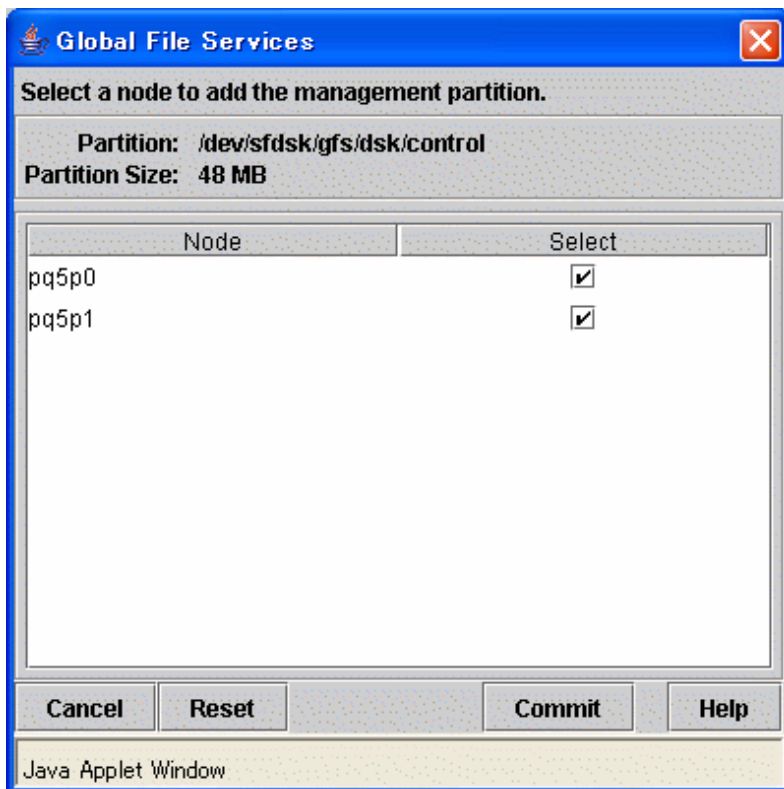 Global File Services
Select a node to add the management partition.
Partition: /dev/sfdsk/gfs/dsk/control
Partition Size: 48 MB
Node Select
pq5p0
pq5p1
Cancel Reset Commit Help
Java Applet Window